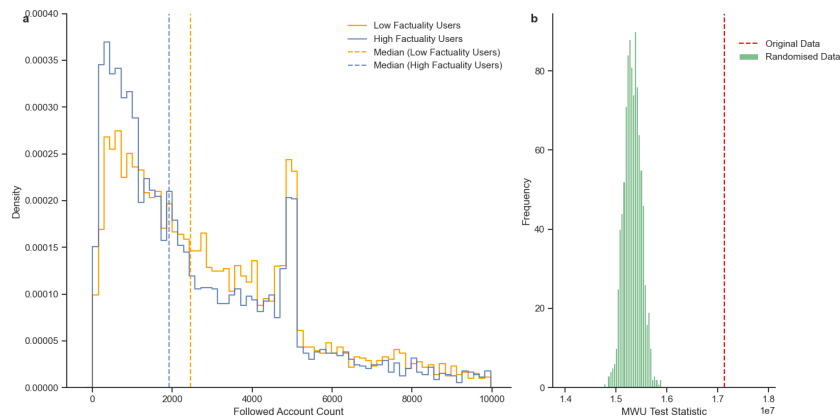 a
0.00040
0.00035
0.00030
0.00025
0.00020
0.00015
0.00010
0.00005
0.00000
Density
0 2000 4000 6000 8000 10000
Followed Account Count
Low Factuality Users
High Factuality Users
Median (Low Factuality Users)
Median (High Factuality Users)
b
80
60
40
20
0
Frequency
1.4 1.5 1.6 1.7 1.8
1e7
MWU Test Statistic
Original Data
Randomised Data